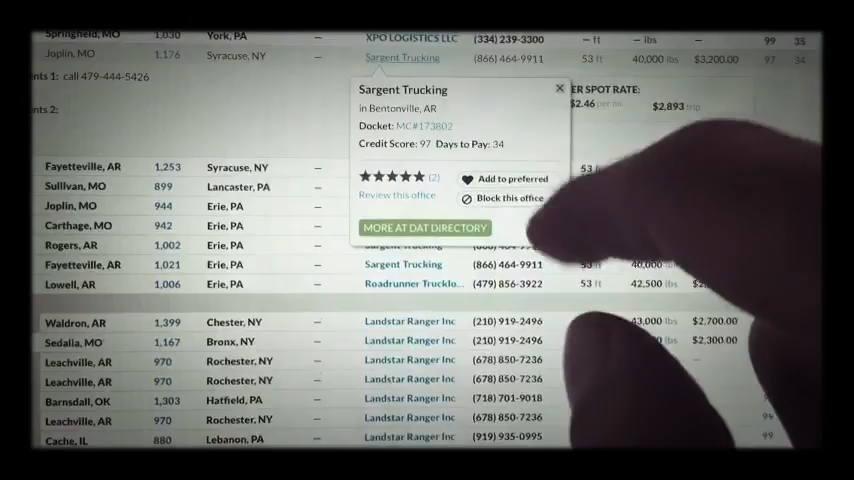 Springfield, MO 1,030 York, PA — XPO LOGISTICS LLC (334) 239-3300 — ft — lbs 99 35
Joplin, MO 1,176 Syracuse, NY — Sargent Trucking (866) 464-9911 53 ft 40,000 lbs $3,200.00 97 34
nts 1: call 479-444-5426
nts 2:
Sargent Trucking
in Bentonville, AR
Docket: MC#173802
Credit Score: 97 Days to Pay: 34
(2) Add to preferred
Review this office Block this office
MORE AT DAT DIRECTORY
ER SPOT RATE:
$2.46 per mi $2,893 trip
Fayetteville, AR 1,253 Syracuse, NY — 53
Sullivan, MO 899 Lancaster, PA —
Joplin, MO 944 Erie, PA —
Carthage, MO 942 Erie, PA —
Rogers, AR 1,002 Erie, PA — Sargent Trucking
Fayetteville, AR 1,021 Erie, PA — Sargent Trucking (866) 464-9911 53 ft 40,000
Lowell, AR 1,006 Erie, PA — Roadrunner Trucklo... (479) 856-3922 53 ft 42,500 lbs
Waldron, AR 1,399 Chester, NY — Landstar Ranger Inc (210) 919-2496 43,000 lbs $2,700.00
Sedalia, MO 1,167 Bronx, NY — Landstar Ranger Inc (210) 919-2496 lbs $2,300.00
Leachville, AR 970 Rochester, NY — Landstar Ranger Inc (678) 850-7236 —
Leachville, AR 970 Rochester, NY — Landstar Ranger Inc (678) 850-7236
Barnsdall, OK 1,303 Hatfield, PA — Landstar Ranger Inc (718) 701-9018
Leachville, AR 970 Rochester, NY — Landstar Ranger Inc (678) 850-7236
Cache, IL 880 Lebanon, PA — Landstar Ranger Inc (919) 935-0995 99